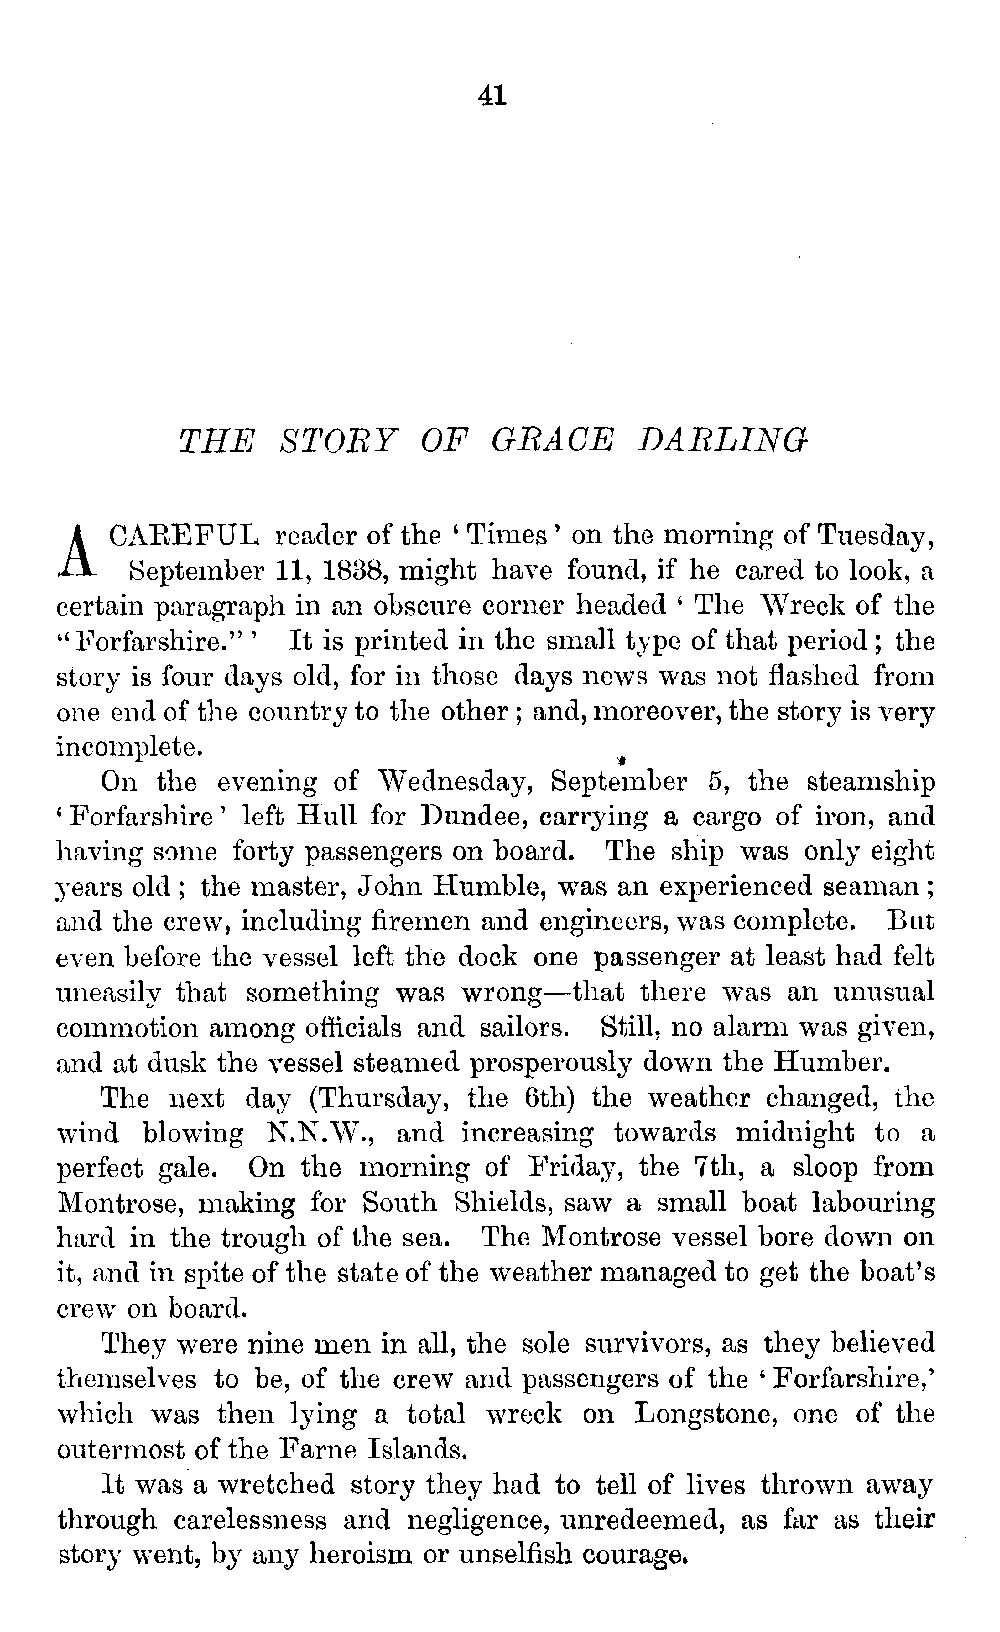 41
THE STORY OF GRACE DARLING
A CAREFUL reader of the ‘Times’ on the morning of Tuesday,
September 11, 1838, might have found, if he cared to look, a
certain paragraph in an obscure corner headed ‘The Wreck of the
“Forfarshire.”’ It is printed in the small type of that period; the
story is four days old, for in those days news was not flashed from
one end of the country to the other; and, moreover, the story is very
incomplete.
On the evening of Wednesday, September 5, the steamship
‘Forfarshire’ left Hull for Dundee, carrying a cargo of iron, and
having some forty passengers on board. The ship was only eight
years old; the master, John Humble, was an experienced seaman;
and the crew, including firemen and engineers, was complete. But
even before the vessel left the dock one passenger at least had felt
uneasily that something was wrong—that there was an unusual
commotion among officials and sailors. Still, no alarm was given,
and at dusk the vessel steamed prosperously down the Humber.
The next day (Thursday, the 6th) the weather changed, the
wind blowing N.N.W., and increasing towards midnight to a
perfect gale. On the morning of Friday, the 7th, a sloop from
Montrose, making for South Shields, saw a small boat labouring
hard in the trough of the sea. The Montrose vessel bore down on
it, and in spite of the state of the weather managed to get the boat’s
crew on board.
They were nine men in all, the sole survivors, as they believed
themselves to be, of the crew and passengers of the ‘Forfarshire,’
which was then lying a total wreck on Longstone, one of the
outermost of the Farne Islands.
It was a wretched story they had to tell of lives thrown away
through carelessness and negligence, unredeemed, as far as their
story went, by any heroism or unselfish courage.